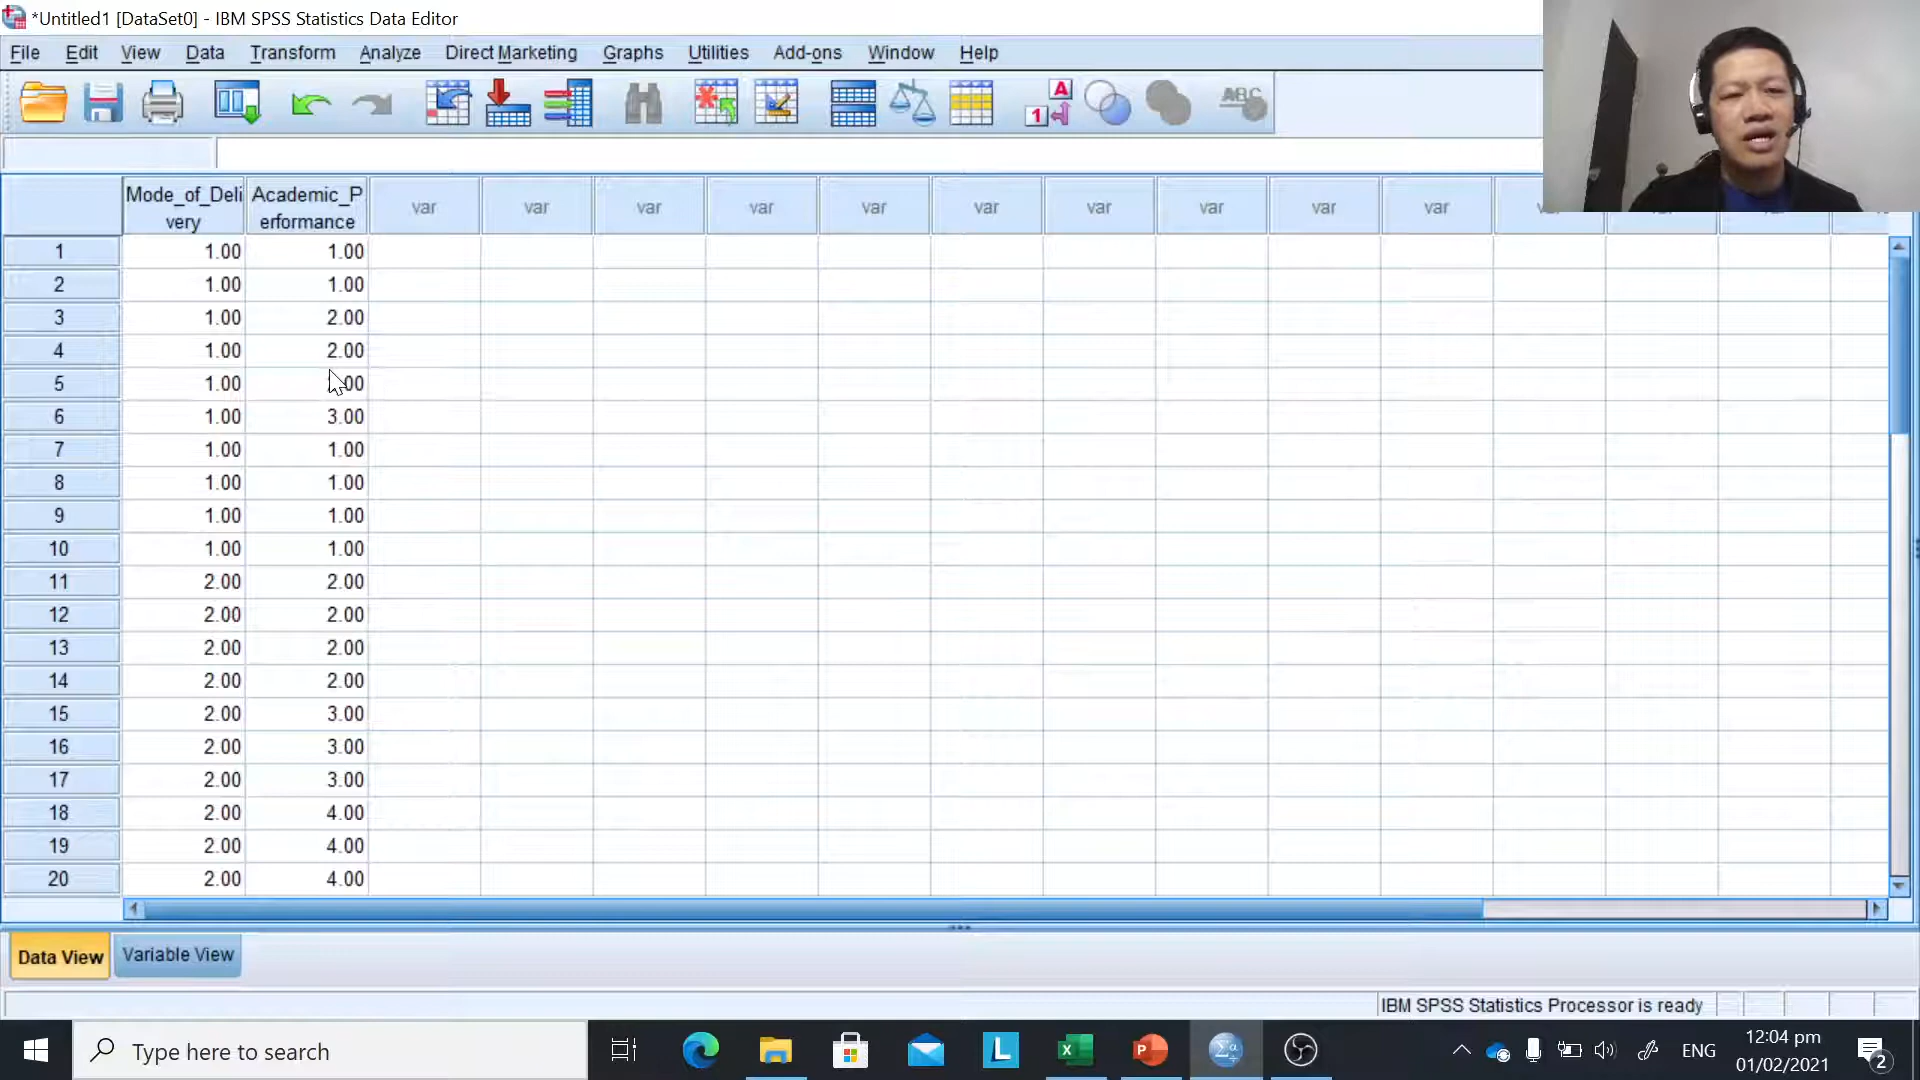 *Untitled1 [DataSet0] - IBM SPSS Statistics Data Editor
File Edit View Data Transform Analyze Direct Marketing Graphs Utilities Add-ons Window Help
A
1
ABC
Mode_of_Deli
very
Academic_P
erformance
var var var var var var var var var var
1 1.00 1.00
2 1.00 1.00
3 1.00 2.00
4 1.00 2.00
5 1.00 .00
6 1.00 3.00
7 1.00 1.00
8 1.00 1.00
9 1.00 1.00
10 1.00 1.00
11 2.00 2.00
12 2.00 2.00
13 2.00 2.00
14 2.00 2.00
15 2.00 3.00
16 2.00 3.00
17 2.00 3.00
18 2.00 4.00
19 2.00 4.00
20 2.00 4.00
Data View Variable View
IBM SPSS Statistics Processor is ready
Type here to search
L
X
P
Σα
ENG
12:04 pm
01/02/2021
2